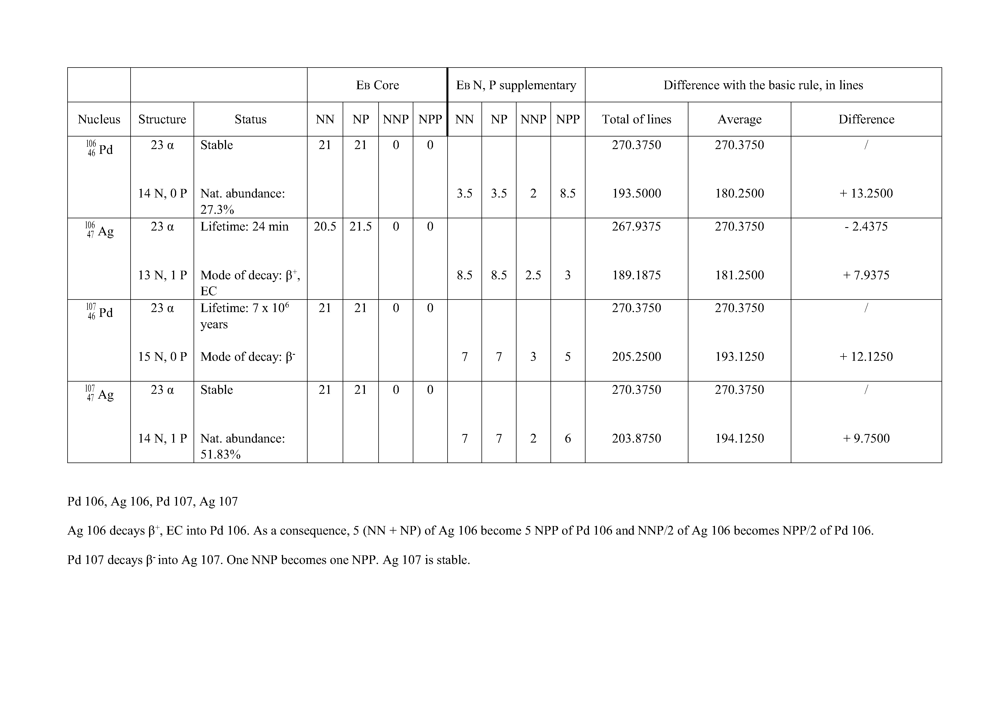 EB Core EB N, P supplementary Difference with the basic rule, in lines
Nucleus Structure Status NN NP NNP NPP NN NP NNP NPP Total of lines Average Difference
106 46 Pd 23 α Stable 21 21 0 0 270.3750 270.3750 /
14 N, 0 P Nat. abundance: 3.5 3.5 2 8.5 193.5000 180.2500 + 13.2500
27.3%
106 47 Ag 23 α Lifetime: 24 min 20.5 21.5 0 0 267.9375 270.3750 - 2.4375
13 N, 1 P Mode of decay: β⁺, 8.5 8.5 2.5 3 189.1875 181.2500 + 7.9375
EC
107 46 Pd 23 α Lifetime: 7 x 10⁶ 21 21 0 0 270.3750 270.3750 /
years
15 N, 0 P Mode of decay: β⁻ 7 7 3 5 205.2500 193.1250 + 12.1250
107 47 Ag 23 α Stable 21 21 0 0 270.3750 270.3750 /
14 N, 1 P Nat. abundance: 7 7 2 6 203.8750 194.1250 + 9.7500
51.83%
Pd 106, Ag 106, Pd 107, Ag 107
Ag 106 decays β⁺, EC into Pd 106. As a consequence, 5 (NN + NP) of Ag 106 become 5 NPP of Pd 106 and NNP/2 of Ag 106 becomes NPP/2 of Pd 106.
Pd 107 decays β⁻ into Ag 107. One NNP becomes one NPP. Ag 107 is stable.